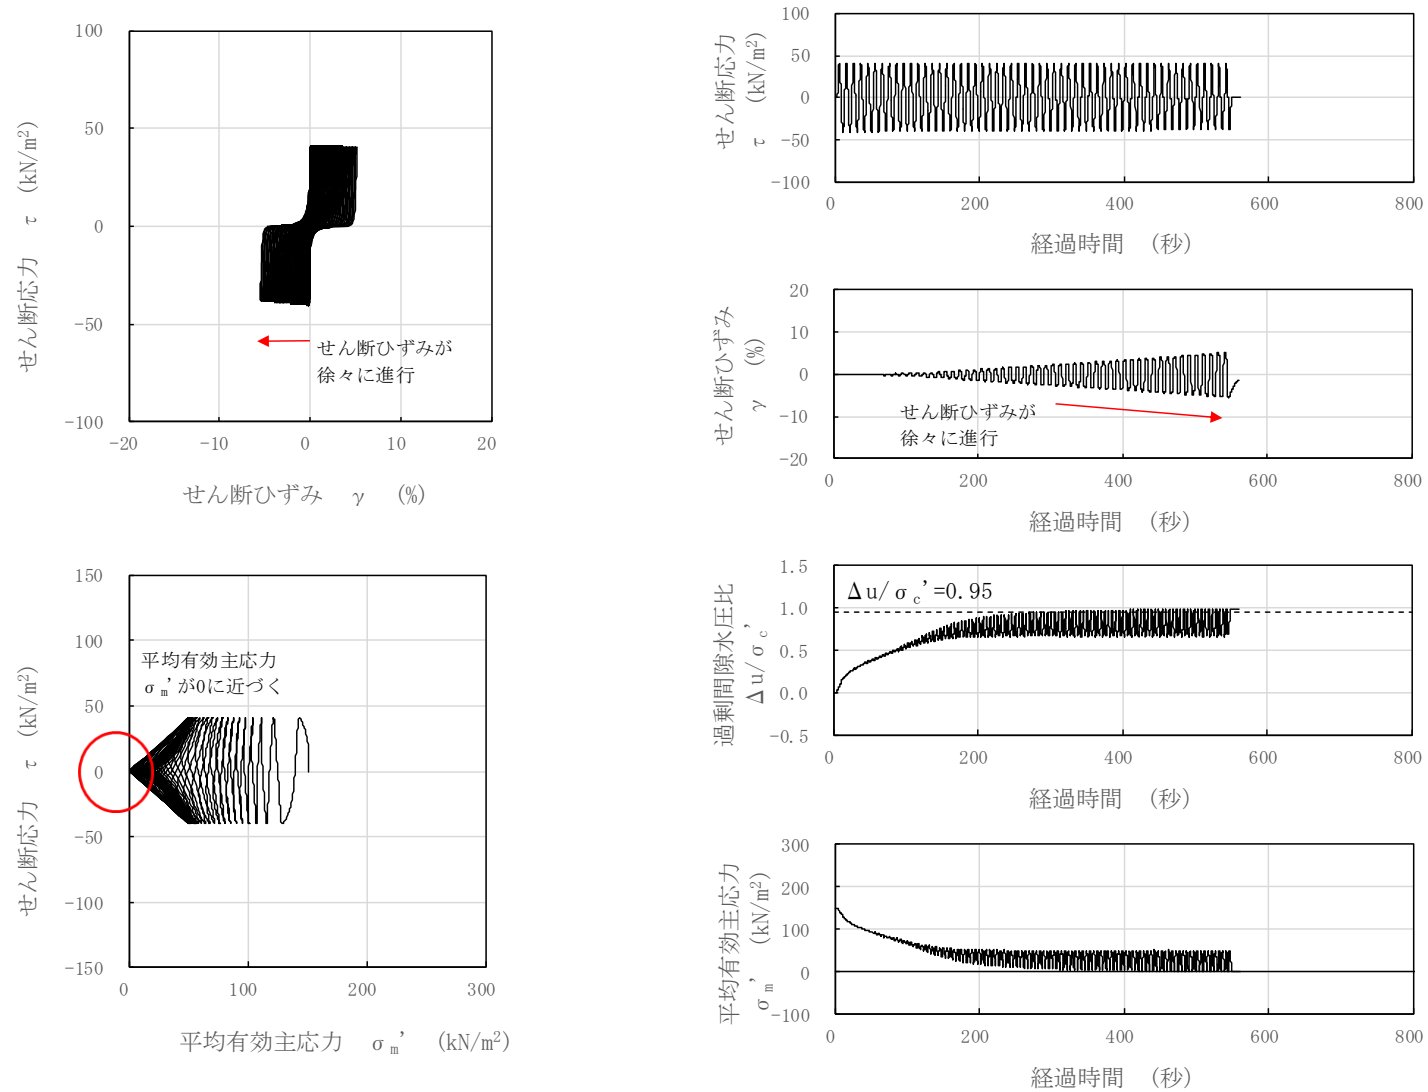 100
50
0
-50
-100
-20
-10
0
10
20
せん断応力 τ (kN/m²)
せん断ひずみ γ (%)
せん断ひずみが
徐々に進行
150
100
50
0
-50
-100
-150
0
100
200
300
せん断応力 τ (kN/m²)
平均有効主応力 σm' (kN/m²)
平均有効主応力
σm'が0に近づく
100
50
0
-50
-100
0
200
400
600
800
せん断応力
τ (kN/m²)
経過時間 (秒)
20
10
0
-10
-20
0
200
400
600
800
せん断ひずみ
γ (%)
経過時間 (秒)
せん断ひずみが
徐々に進行
1.5
1.0
0.5
0.0
-0.5
0
200
400
600
800
過剰間隙水圧比
Δu/σc'
経過時間 (秒)
Δu/σc'=0.95
300
200
100
0
-100
0
200
400
600
800
平均有効主応力
σm' (kN/m²)
経過時間 (秒)